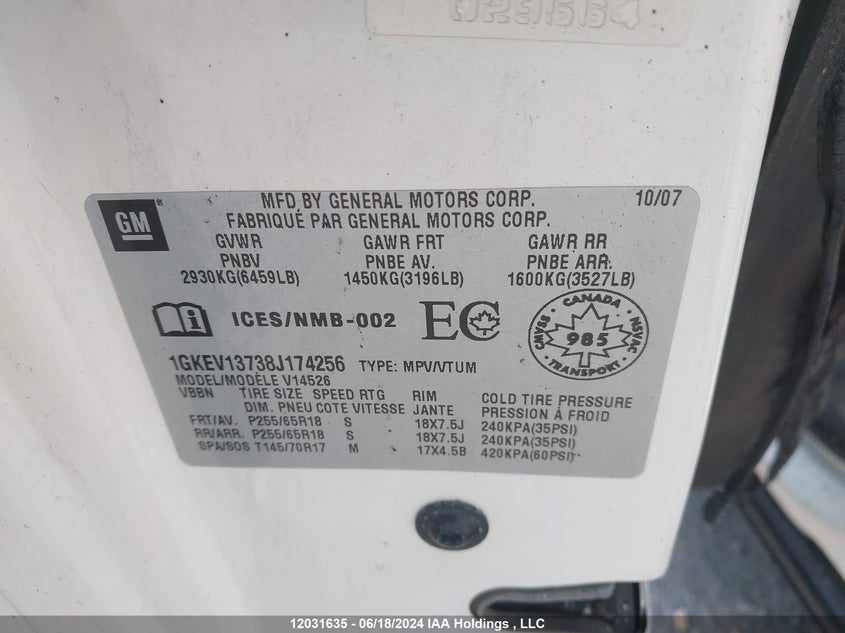 MFD BY GENERAL MOTORS CORP. 10/07
FABRIQUÉ PAR GENERAL MOTORS CORP.
GM
GVWR GAWR FRT GAWR RR
PNBV PNBE AV. PNBE ARR.
2930KG(6459LB) 1450KG(3196LB) 1600KG(3527LB)
ICES/NMB-002 EC
CANADA
CMVSS 985 NSVAC
TRANSPORT
1GKEV13738J174256 TYPE: MPV/VTUM
MODEL/MODÈLE V14526
VBBN TIRE SIZE SPEED RTG RIM COLD TIRE PRESSURE
DIM. PNEU COTE VITESSE JANTE PRESSION À FROID
FRT/AV. P255/65R18 S 18X7.5J 240KPA(35PSI)
RR/ARR. P255/65R18 S 18X7.5J 240KPA(35PSI)
SPA/SOS T145/70R17 M 17X4.5B 420KPA(60PSI)
12031635 - 06/18/2024 IAA Holdings , LLC